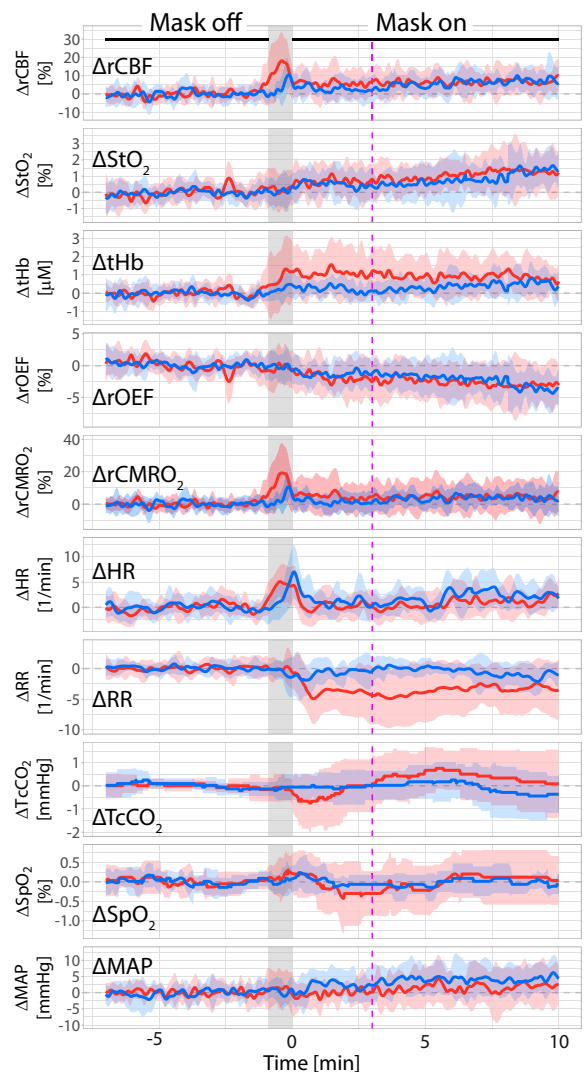 Mask off Mask on
ΔrCBF
[%]
30
20
10
0
-10
ΔrCBF
ΔStO₂
[%]
3
2
1
0
-1
ΔStO₂
ΔtHb
[µM]
3
2
1
0
-1
ΔtHb
ΔrOEF
[%]
5
0
-5
ΔrOEF
ΔrCMRO₂
[%]
40
20
0
ΔrCMRO₂
ΔHR
[1/min]
10
5
0
ΔHR
ΔRR
[1/min]
0
-5
-10
ΔRR
ΔTcCO₂
[mmHg]
1
0
-1
-2
ΔTcCO₂
ΔSpO₂
[%]
0.5
0.0
-0.5
-1.0
ΔSpO₂
ΔMAP
[mmHg]
10
5
0
-5
-10
ΔMAP
-5 0 5 10
Time [min]